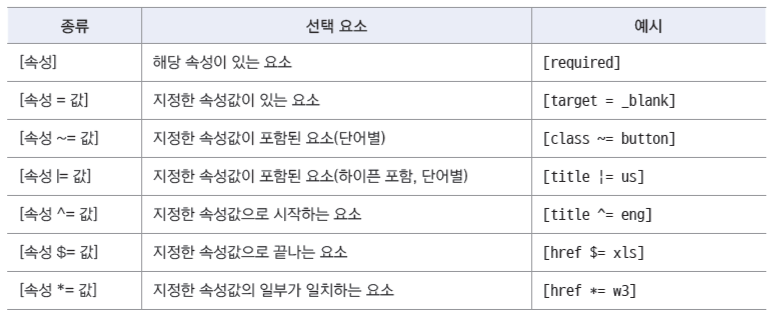 종류 선택 요소 예시
[속성] 해당 속성이 있는 요소 [required]
[속성 = 값] 지정한 속성값이 있는 요소 [target = _blank]
[속성 ~= 값] 지정한 속성값이 포함된 요소(단어별) [class ~= button]
[속성 |= 값] 지정한 속성값이 포함된 요소(하이픈 포함, 단어별) [title ¦= us]
[속성 ^= 값] 지정한 속성값으로 시작하는 요소 [title ^= eng]
[속성 $= 값] 지정한 속성값으로 끝나는 요소 [href $= xls]
[속성 *= 값] 지정한 속성값의 일부가 일치하는 요소 [href *= w3]